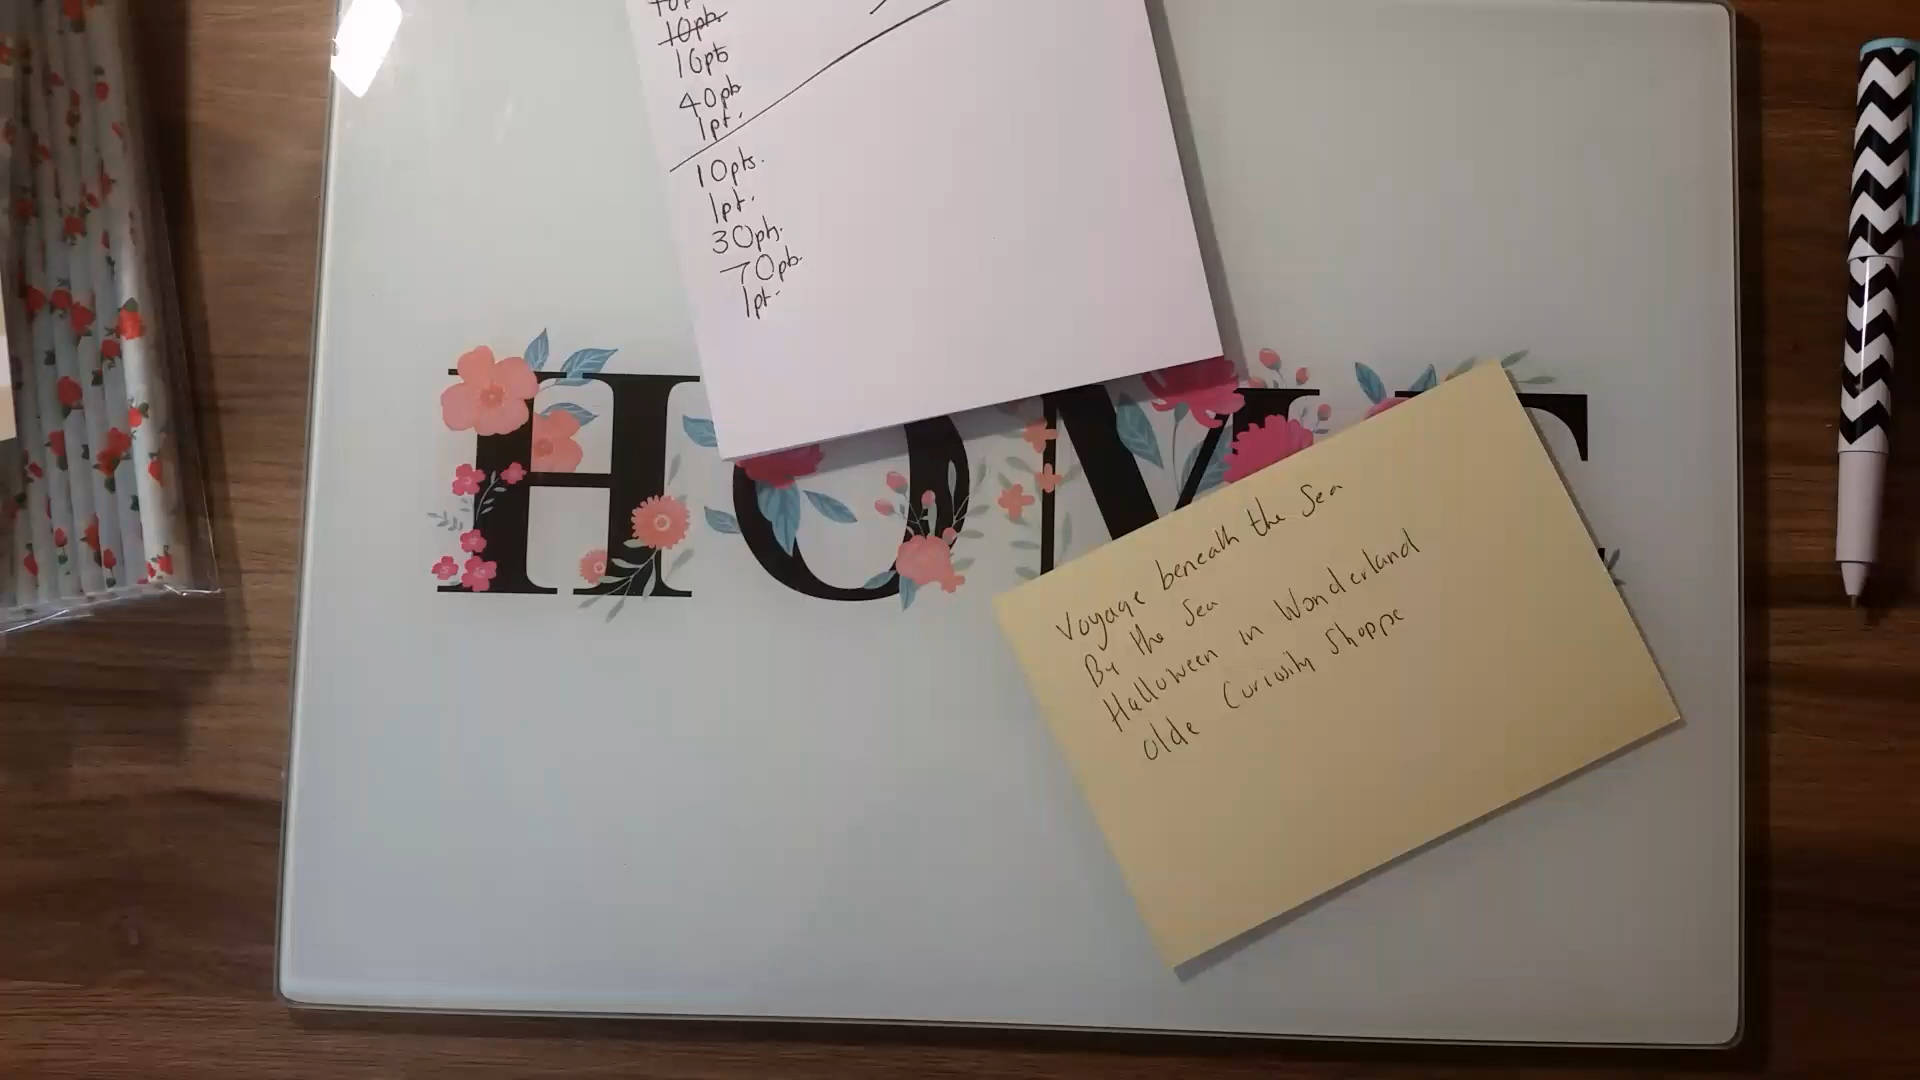 10pts
10pts
40pts
1pt.
10pts.
1pt.
30pts.
70pts.
1pt.
HOME
Voyage beneath the Sea
By the Sea
Halloween in Wonderland
olde Curiosity Shoppe